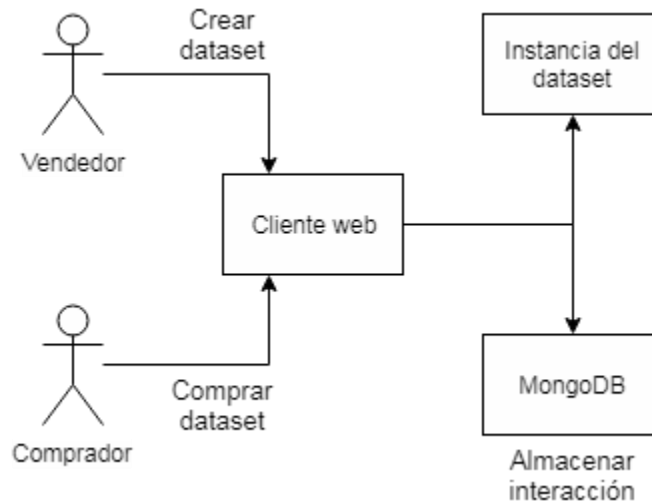 Crear
dataset
Vendedor
Instancia del
dataset
Cliente web
Comprar
dataset
Comprador
MongoDB
Almacenar
interacción